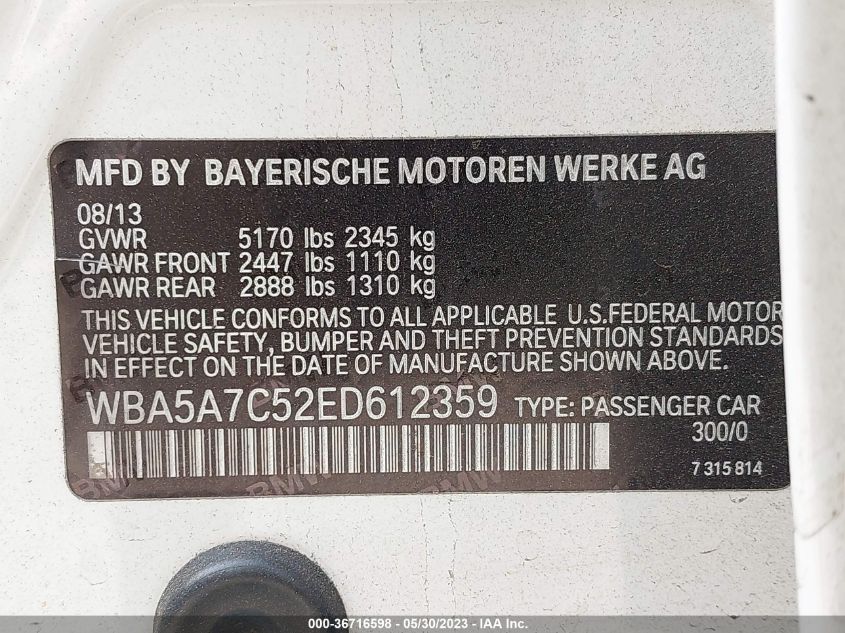 MFD BY BAYERISCHE MOTOREN WERKE AG
08/13
GVWR 5170 lbs 2345 kg
GAWR FRONT 2447 lbs 1110 kg
GAWR REAR 2888 lbs 1310 kg
THIS VEHICLE CONFORMS TO ALL APPLICABLE U.S.FEDERAL MOTOR
VEHICLE SAFETY, BUMPER AND THEFT PREVENTION STANDARDS
IN EFFECT ON THE DATE OF MANUFACTURE SHOWN ABOVE.
WBA5A7C52ED612359 TYPE: PASSENGER CAR
300/0
7 315 814
BMW BMW BMW
000-36716598 - 05/30/2023 - IAA Inc.